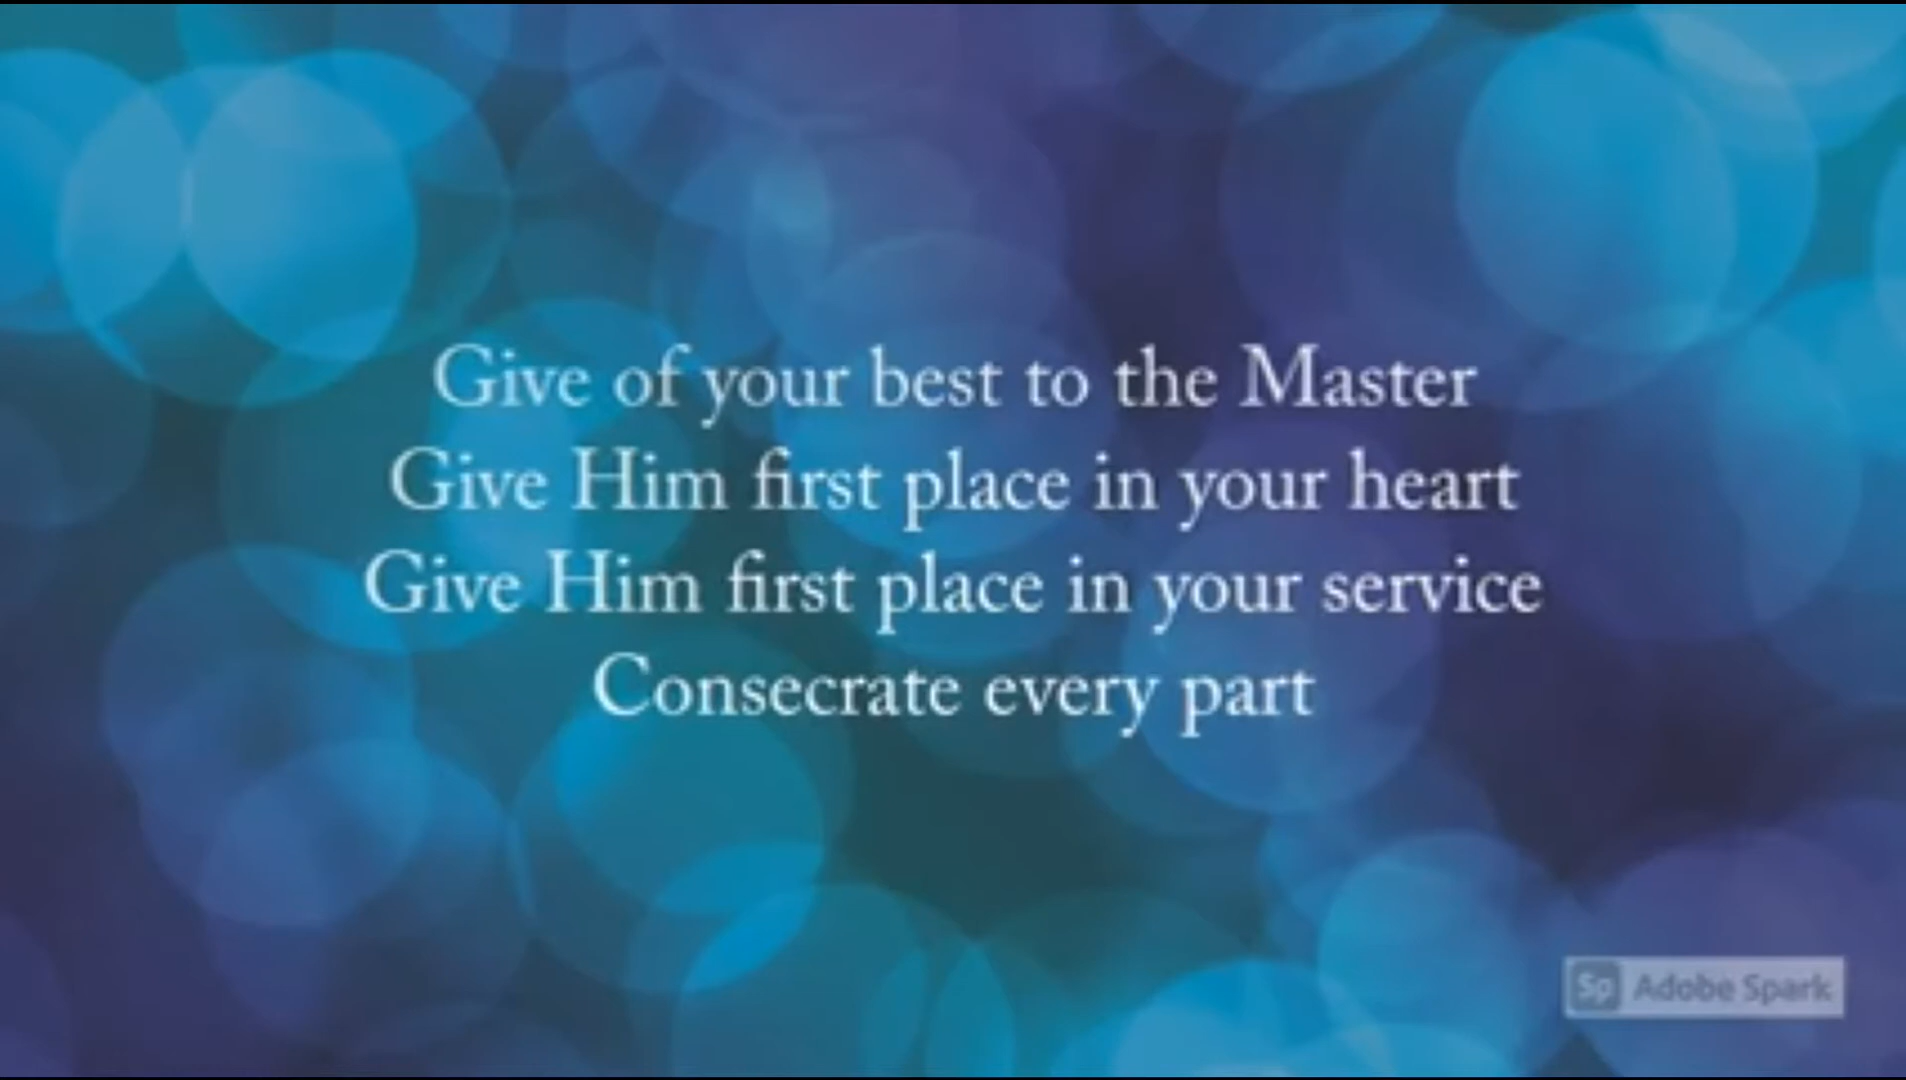 Give of your best to the Master
Give Him first place in your heart
Give Him first place in your service
Consecrate every part
Sp Adobe Spark